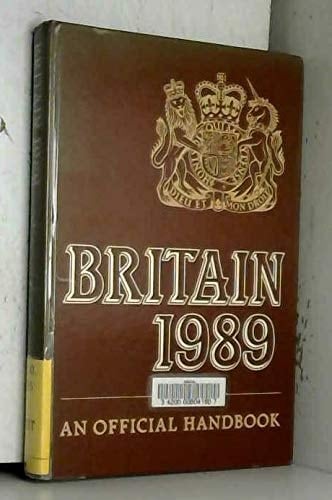 DIEU ET MON DROIT
BRITAIN
1989
AN OFFICIAL HANDBOOK